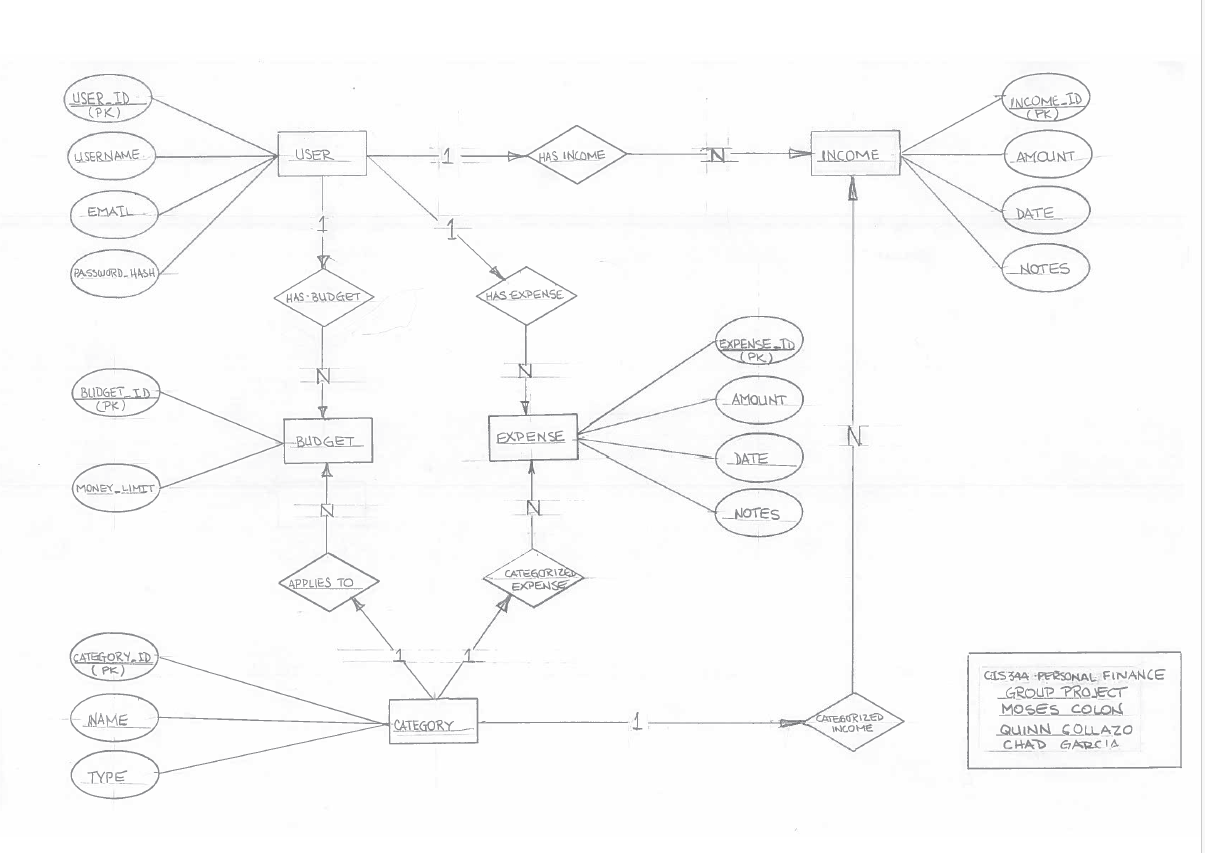 USER_ID
(PK)
USERNAME
EMAIL
PASSWORD_HASH
USER
1
HAS INCOME
N
INCOME
INCOME_ID
(PK)
AMOUNT
DATE
NOTES
1
1
HAS-BUDGET
HAS EXPENSE
N
N
BUDGET_ID
(PK)
MONEY_LIMIT
BUDGET
EXPENSE
EXPENSE_ID
(PK)
AMOUNT
DATE
NOTES
N
N
N
APPLIES TO
CATEGORIZED
EXPENSE
1
1
CATEGORY_ID
(PK)
NAME
TYPE
CATEGORY
1
CATEGORIZED
INCOME
CIS344-PERSONAL FINANCE
GROUP PROJECT
MOSES COLON
QUINN COLLAZO
CHAD GARCIA